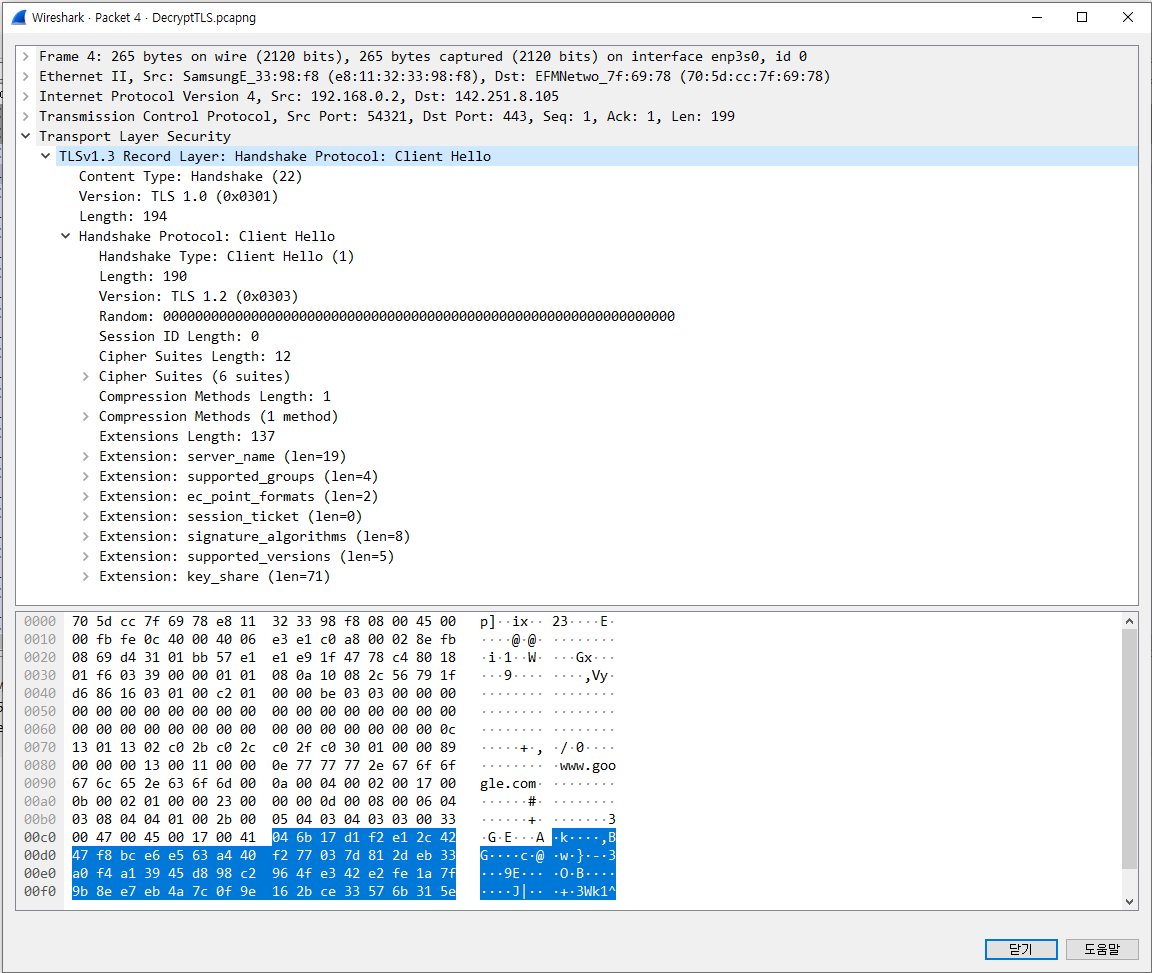 Wireshark · Packet 4 · DecryptTLS.pcapng
Frame 4: 265 bytes on wire (2120 bits), 265 bytes captured (2120 bits) on interface enp3s0, id 0
Ethernet II, Src: SamsungE_33:98:f8 (e8:11:32:33:98:f8), Dst: EFMNetwo_7f:69:78 (70:5d:cc:7f:69:78)
Internet Protocol Version 4, Src: 192.168.0.2, Dst: 142.251.8.105
Transmission Control Protocol, Src Port: 54321, Dst Port: 443, Seq: 1, Ack: 1, Len: 199
Transport Layer Security
TLSv1.3 Record Layer: Handshake Protocol: Client Hello
Content Type: Handshake (22)
Version: TLS 1.0 (0x0301)
Length: 194
Handshake Protocol: Client Hello
Handshake Type: Client Hello (1)
Length: 190
Version: TLS 1.2 (0x0303)
Random: 0000000000000000000000000000000000000000000000000000000000000000
Session ID Length: 0
Cipher Suites Length: 12
Cipher Suites (6 suites)
Compression Methods Length: 1
Compression Methods (1 method)
Extensions Length: 137
Extension: server_name (len=19)
Extension: supported_groups (len=4)
Extension: ec_point_formats (len=2)
Extension: session_ticket (len=0)
Extension: signature_algorithms (len=8)
Extension: supported_versions (len=5)
Extension: key_share (len=71)
0000 70 5d cc 7f 69 78 e8 11 32 33 98 f8 08 00 45 00 p]··ix·· 23····E·
0010 00 fb fe 0c 40 00 40 06 e3 e1 c0 a8 00 02 8e fb ····@·@· ········
0020 08 69 d4 31 01 bb 57 e1 e1 e9 1f 47 78 c4 80 18 ·i·1··W· ···Gx···
0030 01 f6 03 39 00 00 01 01 08 0a 10 08 2c 56 79 1f ···9···· ····,Vy·
0040 d6 86 16 03 01 00 c2 01 00 00 be 03 03 00 00 00 ········ ········
0050 00 00 00 00 00 00 00 00 00 00 00 00 00 00 00 00 ········ ········
0060 00 00 00 00 00 00 00 00 00 00 00 00 00 00 00 0c ········ ········
0070 13 01 13 02 c0 2b c0 2c c0 2f c0 30 01 00 00 89 ·····+·, ·/·0····
0080 00 00 00 13 00 11 00 00 0e 77 77 77 2e 67 6f 6f ········ ·www.goo
0090 67 6c 65 2e 63 6f 6d 00 0a 00 04 00 02 00 17 00 gle.com· ········
00a0 0b 00 02 01 00 00 23 00 00 00 0d 00 08 00 06 04 ······#· ········
00b0 03 08 04 04 01 00 2b 00 05 04 03 04 03 03 00 33 ······+· ·······3
00c0 00 47 00 45 00 17 00 41 04 6b 17 d1 f2 e1 2c 42 ·G·E···A ·k····,B
00d0 47 f8 bc e6 e5 63 a4 40 f2 77 03 7d 81 2d eb 33 G····c·@ ·w·}·-·3
00e0 a0 f4 a1 39 45 d8 98 c2 96 4f e3 42 e2 fe 1a 7f ···9E··· ·O·B····
00f0 9b 8e e7 eb 4a 7c 0f 9e 16 2b ce 33 57 6b 31 5e ····J|·· ·+·3Wk1^
닫기 도움말